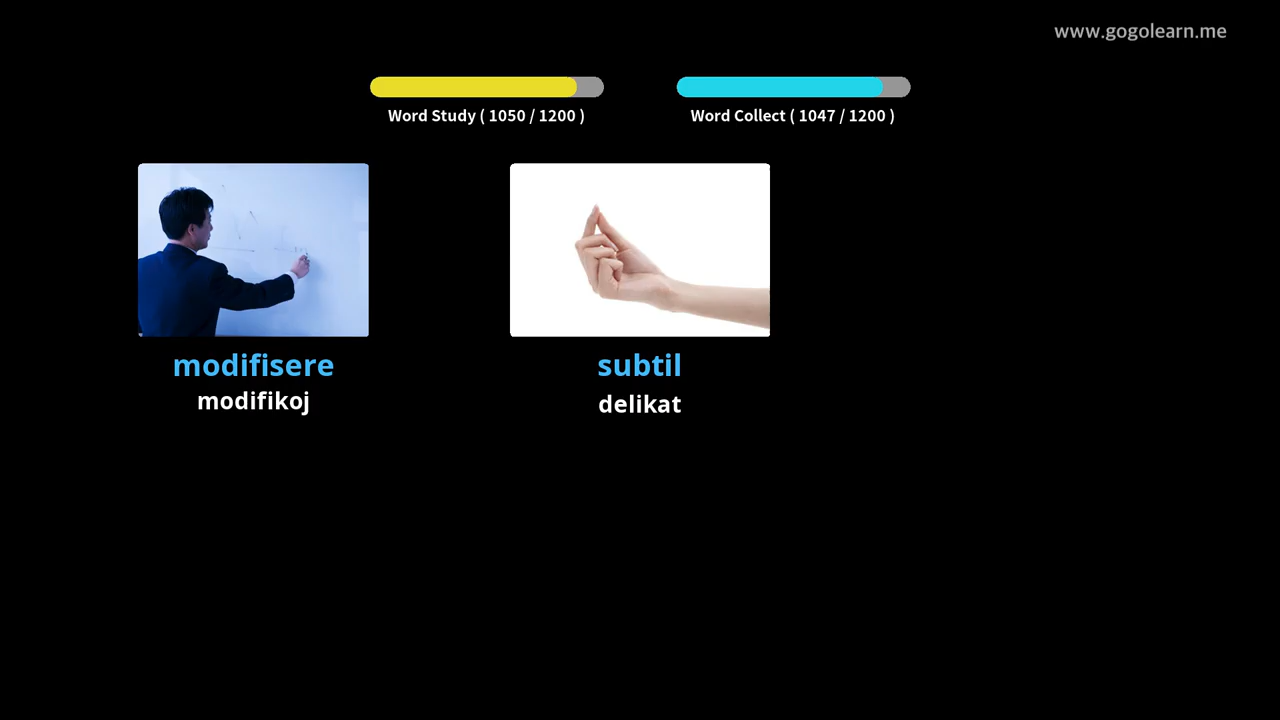 www.gogolearn.me
Word Study ( 1050 / 1200 )
Word Collect ( 1047 / 1200 )
modifisere
modifikoj
subtil
delikat